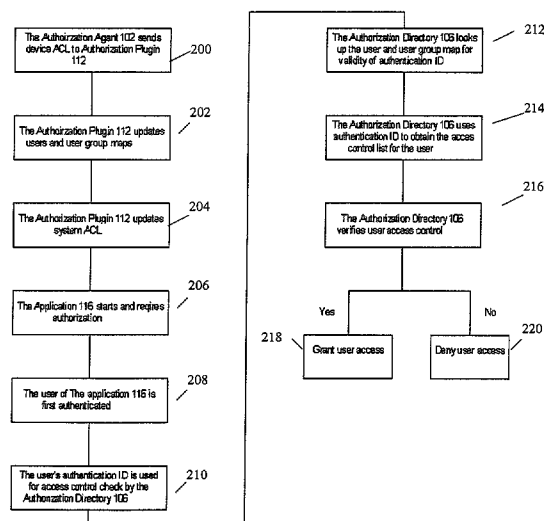 The Authoirzation Agent 102 sends
device ACL to Authorization Plugin
112
200
The Authoirzation Plugin 112 updates
users and user group maps
202
The Authorization Plugin 112 updates
system ACL
204
The Application 116 starts and reqires
authorization
206
The user of The application 116 is
first authenticated
208
The user's authentication ID is used
for access control check by the
Authorization Directory 106
210
The Authorization Directory 106 looks
up the user and user group map for
validity of authentication ID
212
The Authorization Directory 106 uses
authentication ID to obtain the acces
control list for the user
214
The Authorization Directory 106
verifies user access control
216
Yes
No
218
Grant user access
Deny user access
220